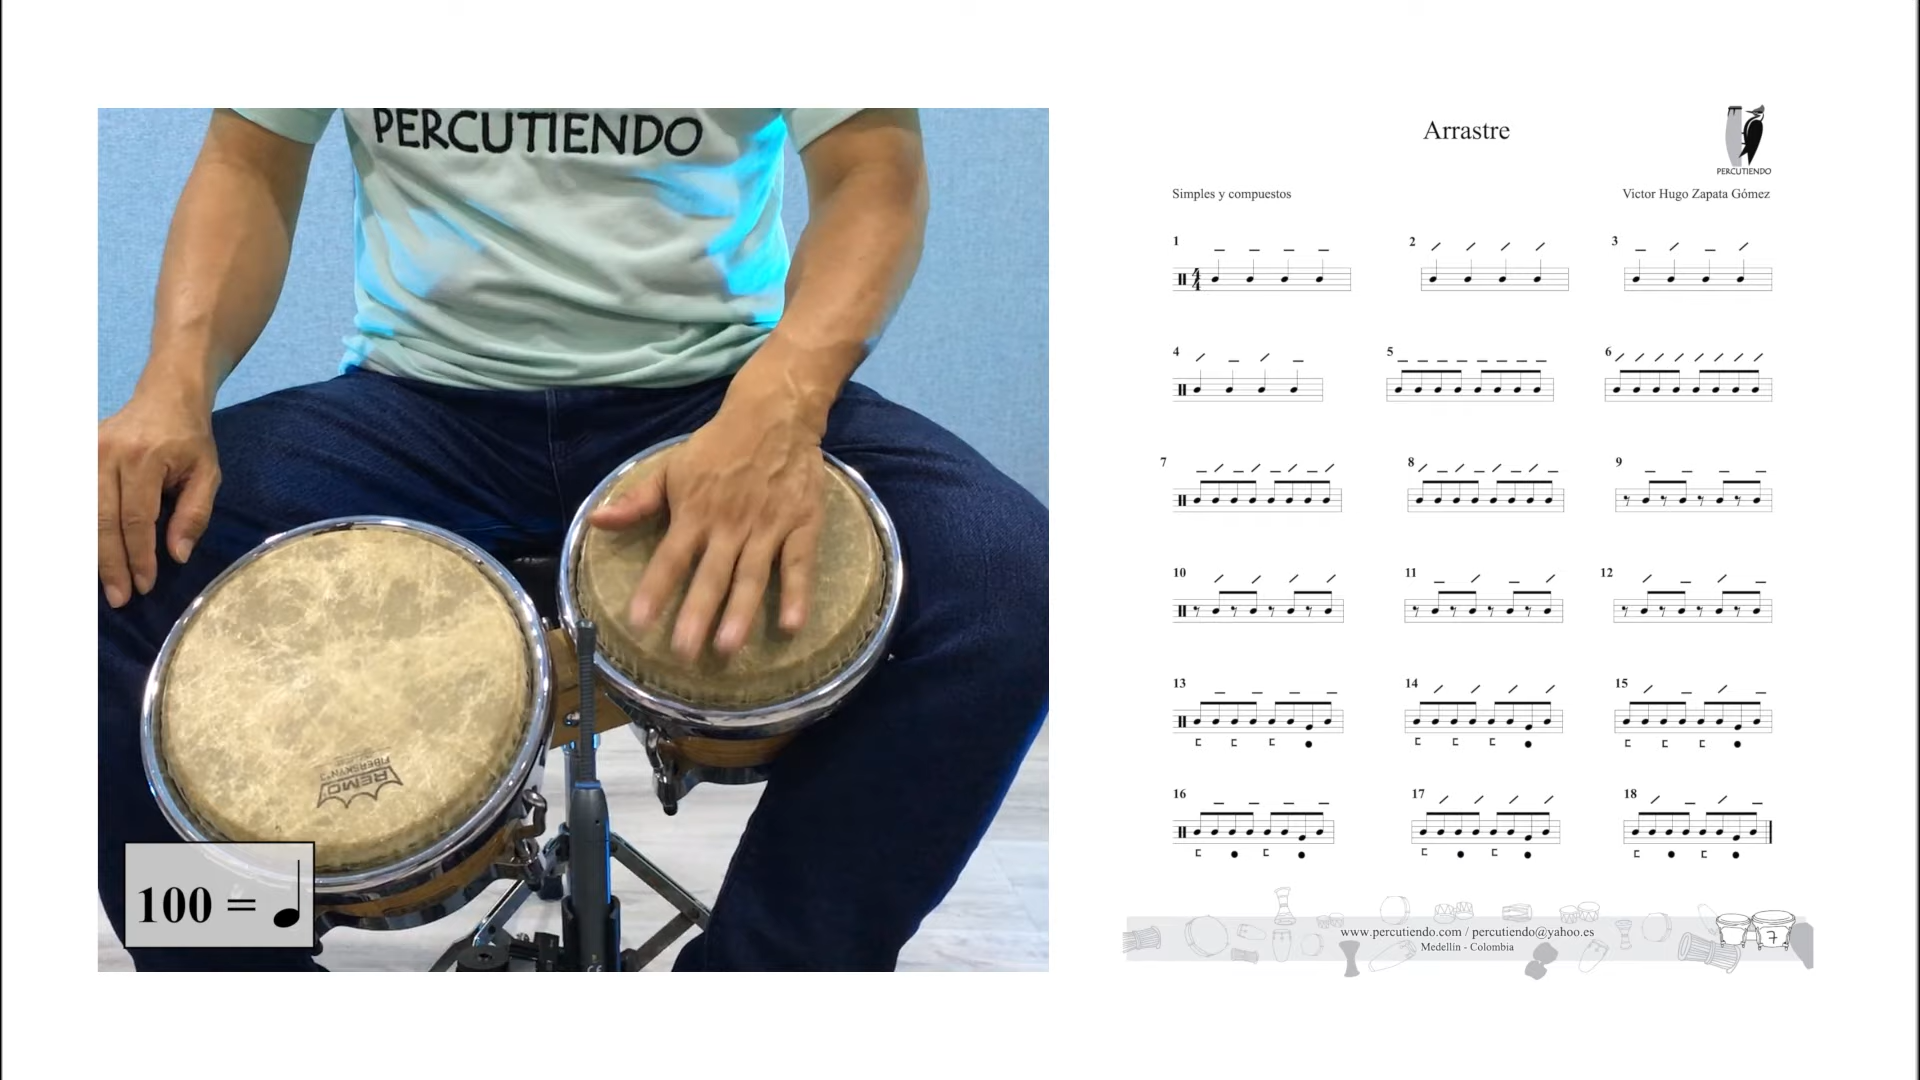 PERCUTIENDO
REMO
FIBERSKYN 3
100 =
Arrastre
PERCUTIENDO
Simples y compuestos
Victor Hugo Zapata Gómez
1
2
3
4
4
4
5
6
7
8
9
10
11
12
13
14
15
16
17
18
www.percutiendo.com / percutiendo@yahoo.es
Medellín - Colombia
7